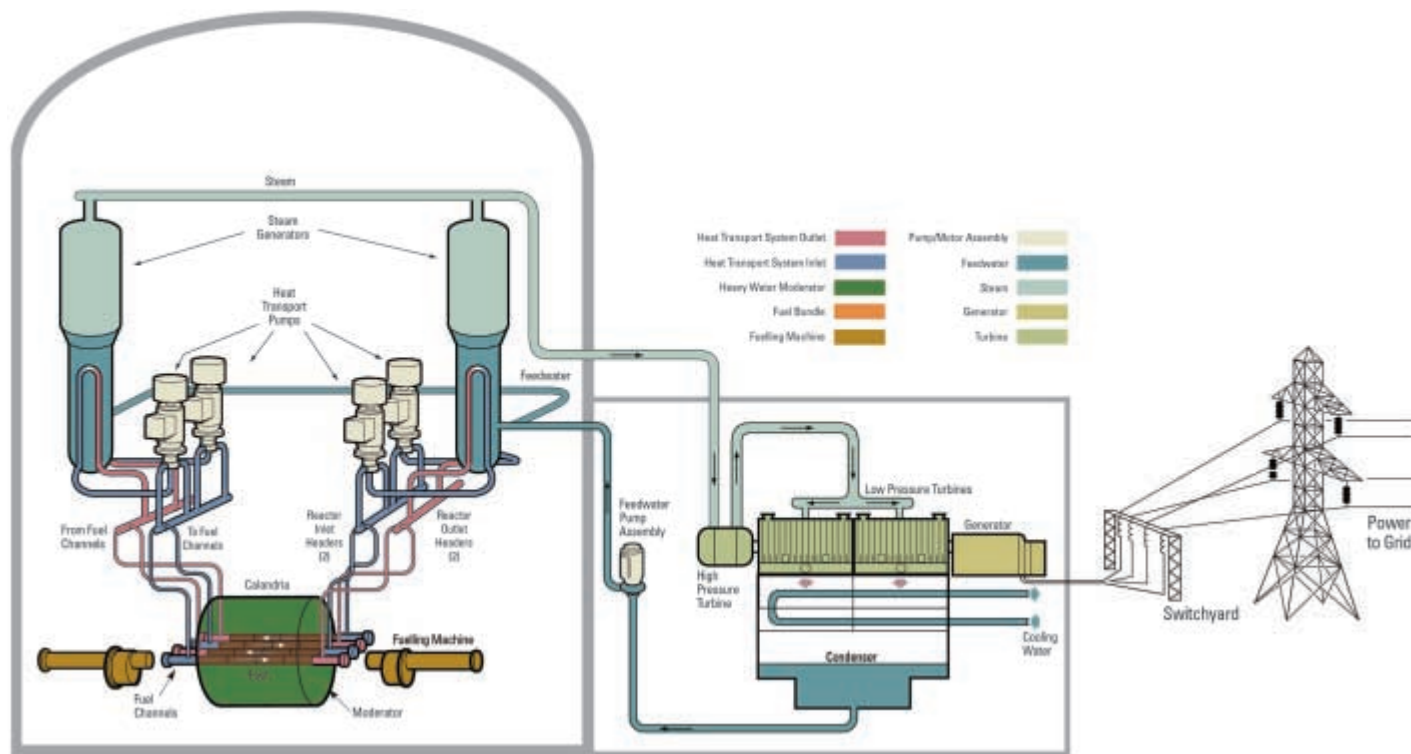 Steam
Steam
Generators
Heat
Transport
Pumps
Feedwater
From Fuel
Channels
To Fuel
Channels
Reactor
Inlet
Headers
(2)
Reactor
Outlet
Headers
(2)
Calandria
Fuelling Machine
Fuel
Fuel
Channels
Moderator
Heat Transport System Outlet
Heat Transport System Inlet
Heavy Water Moderator
Fuel Bundle
Fuelling Machine
Pump/Motor Assembly
Feedwater
Steam
Generator
Turbine
Feedwater
Pump
Assembly
Low Pressure Turbines
High
Pressure
Turbine
Generator
Condenser
Cooling
Water
Switchyard
Power
to Grid